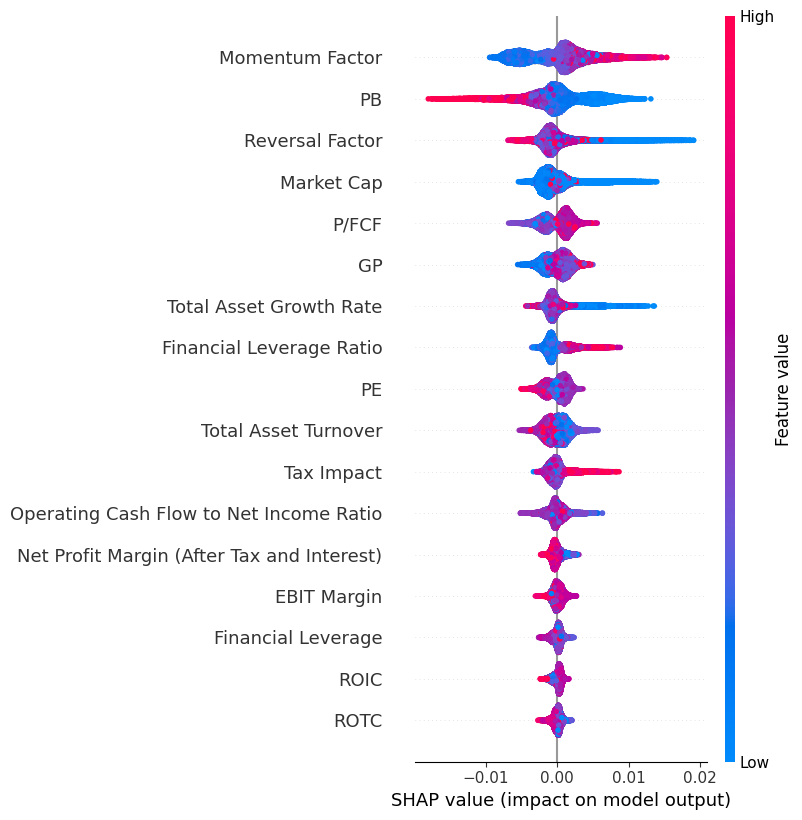 High
Momentum Factor
PB
Reversal Factor
Market Cap
P/FCF
GP
Total Asset Growth Rate
Financial Leverage Ratio
PE
Total Asset Turnover
Tax Impact
Operating Cash Flow to Net Income Ratio
Net Profit Margin (After Tax and Interest)
EBIT Margin
Financial Leverage
ROIC
ROTC
Feature value
Low
−0.01 0.00 0.01 0.02
SHAP value (impact on model output)